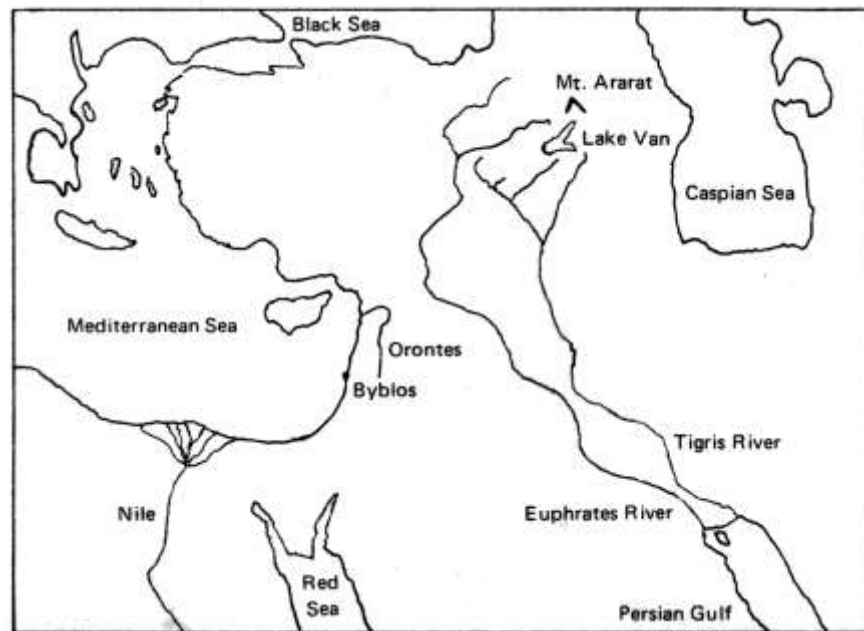 Black Sea
Mt. Ararat
Lake Van
Caspian Sea
Mediterranean Sea
Orontes
Byblos
Tigris River
Nile
Euphrates River
Red
Sea
Persian Gulf